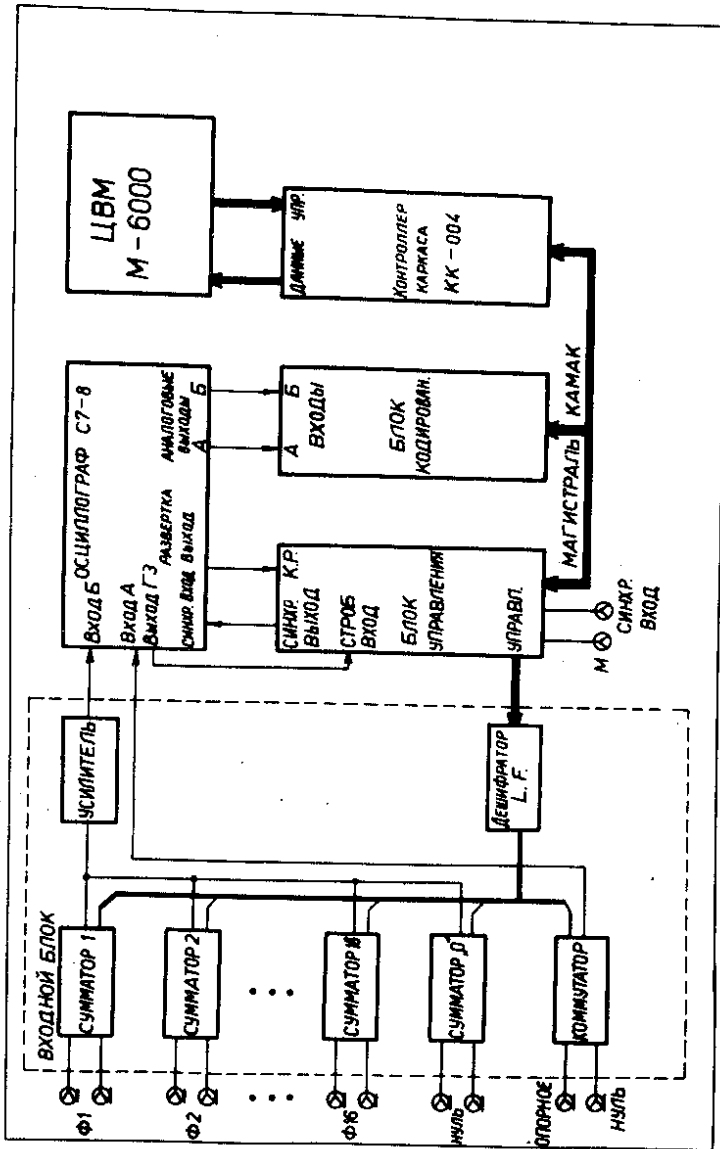 ВХОДНОЙ БЛОК
Ф1
СУММАТОР 1
Ф2
СУММАТОР 2
Ф16
СУММАТОР 16
НУЛЬ
СУММАТОР „0“
ОПОРНОЕ
НУЛЬ
КОММУТАТОР
УСИЛИТЕЛЬ
ДЕШИФРАТОР
L. F.
ОСЦИЛЛОГРАФ С7-8
ВХОД Б
ВХОД А
ВЫХОД ГЗ
СИНХР. ВХОД
РАЗВЕРТКА
ВЫХОД
АНАЛОГОВЫЕ
ВЫХОДЫ
А
Б
СИНХР.
ВЫХОД
К.Р.
СТРОБ
ВХОД
БЛОК
УПРАВЛЕНИЯ
УПРАВЛ.
М
СИНХР.
ВХОД
А
Б
ВХОДЫ
БЛОК
КОДИРОВАН.
ЦВМ
М-6000
ДАННЫЕ
УПР.
КОНТРОЛЛЕР
КАРКАСА
КК-004
МАГИСТРАЛЬ КАМАК